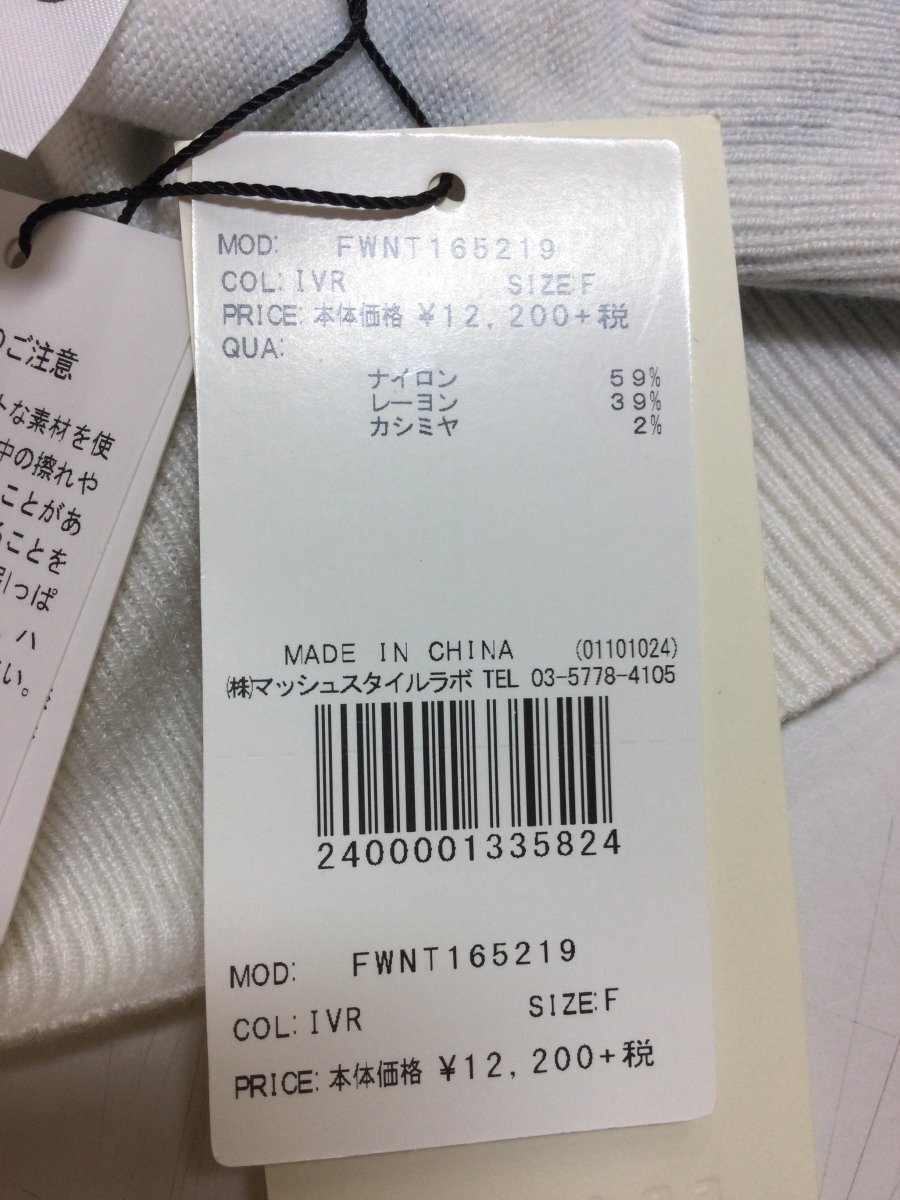 MOD: FWNT165219
COL: IVR SIZE: F
PRICE: 本体価格 ¥12,200+税
QUA:
ナイロン 59%
レーヨン 39%
カシミヤ 2%
MADE IN CHINA (01101024)
(株)マッシュスタイルラボ TEL 03-5778-4105
2400001335824
MOD: FWNT165219
COL: IVR SIZE: F
PRICE: 本体価格 ¥12,200+税
のご注意
な素材を使
中の擦れや
ことがあ
ることを
引っぱ
ハ
い。